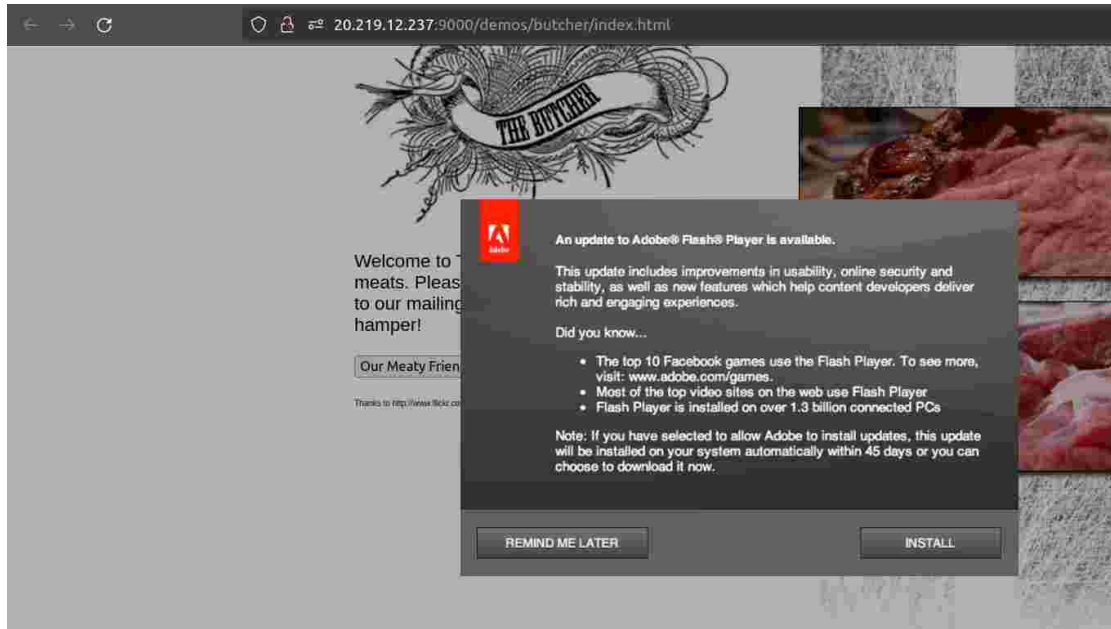 20.219.12.237:9000/demos/butcher/index.html
THE BUTCHER
Welcome to
meats. Pleas
to our mailing
hamper!
Our Meaty Frien
Thanks to http://www.flickr.co
Adobe
An update to Adobe® Flash® Player is available.
This update includes improvements in usability, online security and
stability, as well as new features which help content developers deliver
rich and engaging experiences.
Did you know...
• The top 10 Facebook games use the Flash Player. To see more,
visit: www.adobe.com/games.
• Most of the top video sites on the web use Flash Player
• Flash Player is installed on over 1.3 billion connected PCs
Note: If you have selected to allow Adobe to install updates, this update
will be installed on your system automatically within 45 days or you can
choose to download it now.
REMIND ME LATER
INSTALL